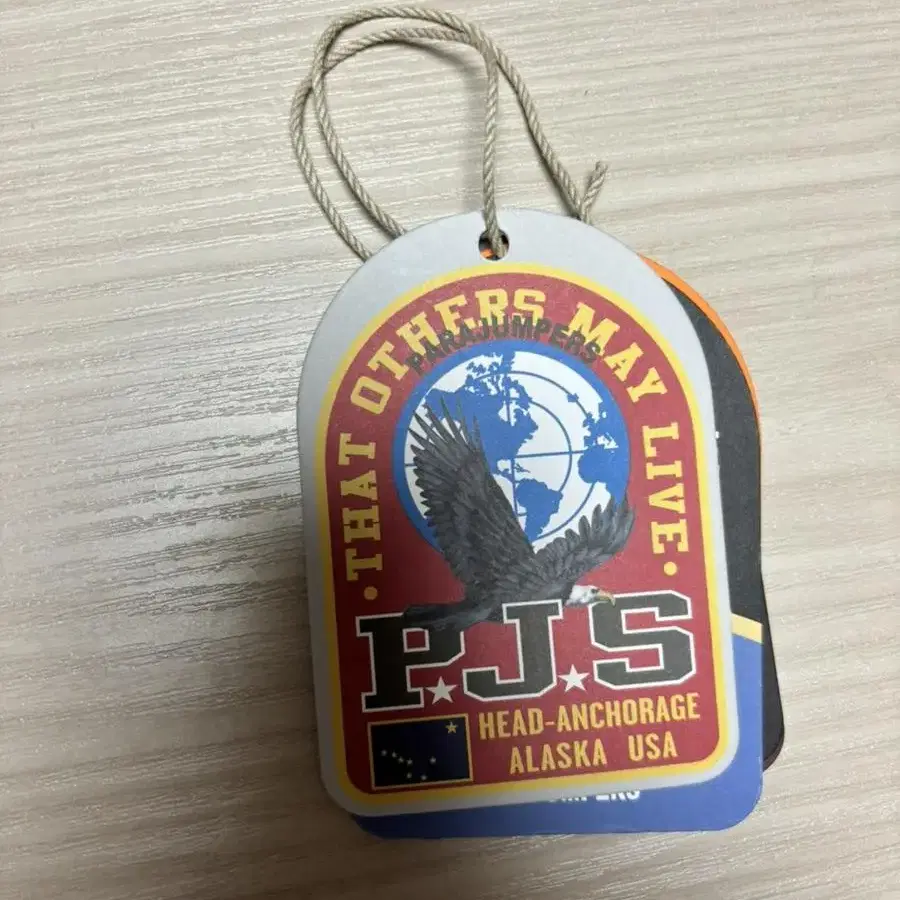 ·THAT OTHERS MAY LIVE·
PARAJUMPERS
P.J.S
HEAD-ANCHORAGE
ALASKA USA